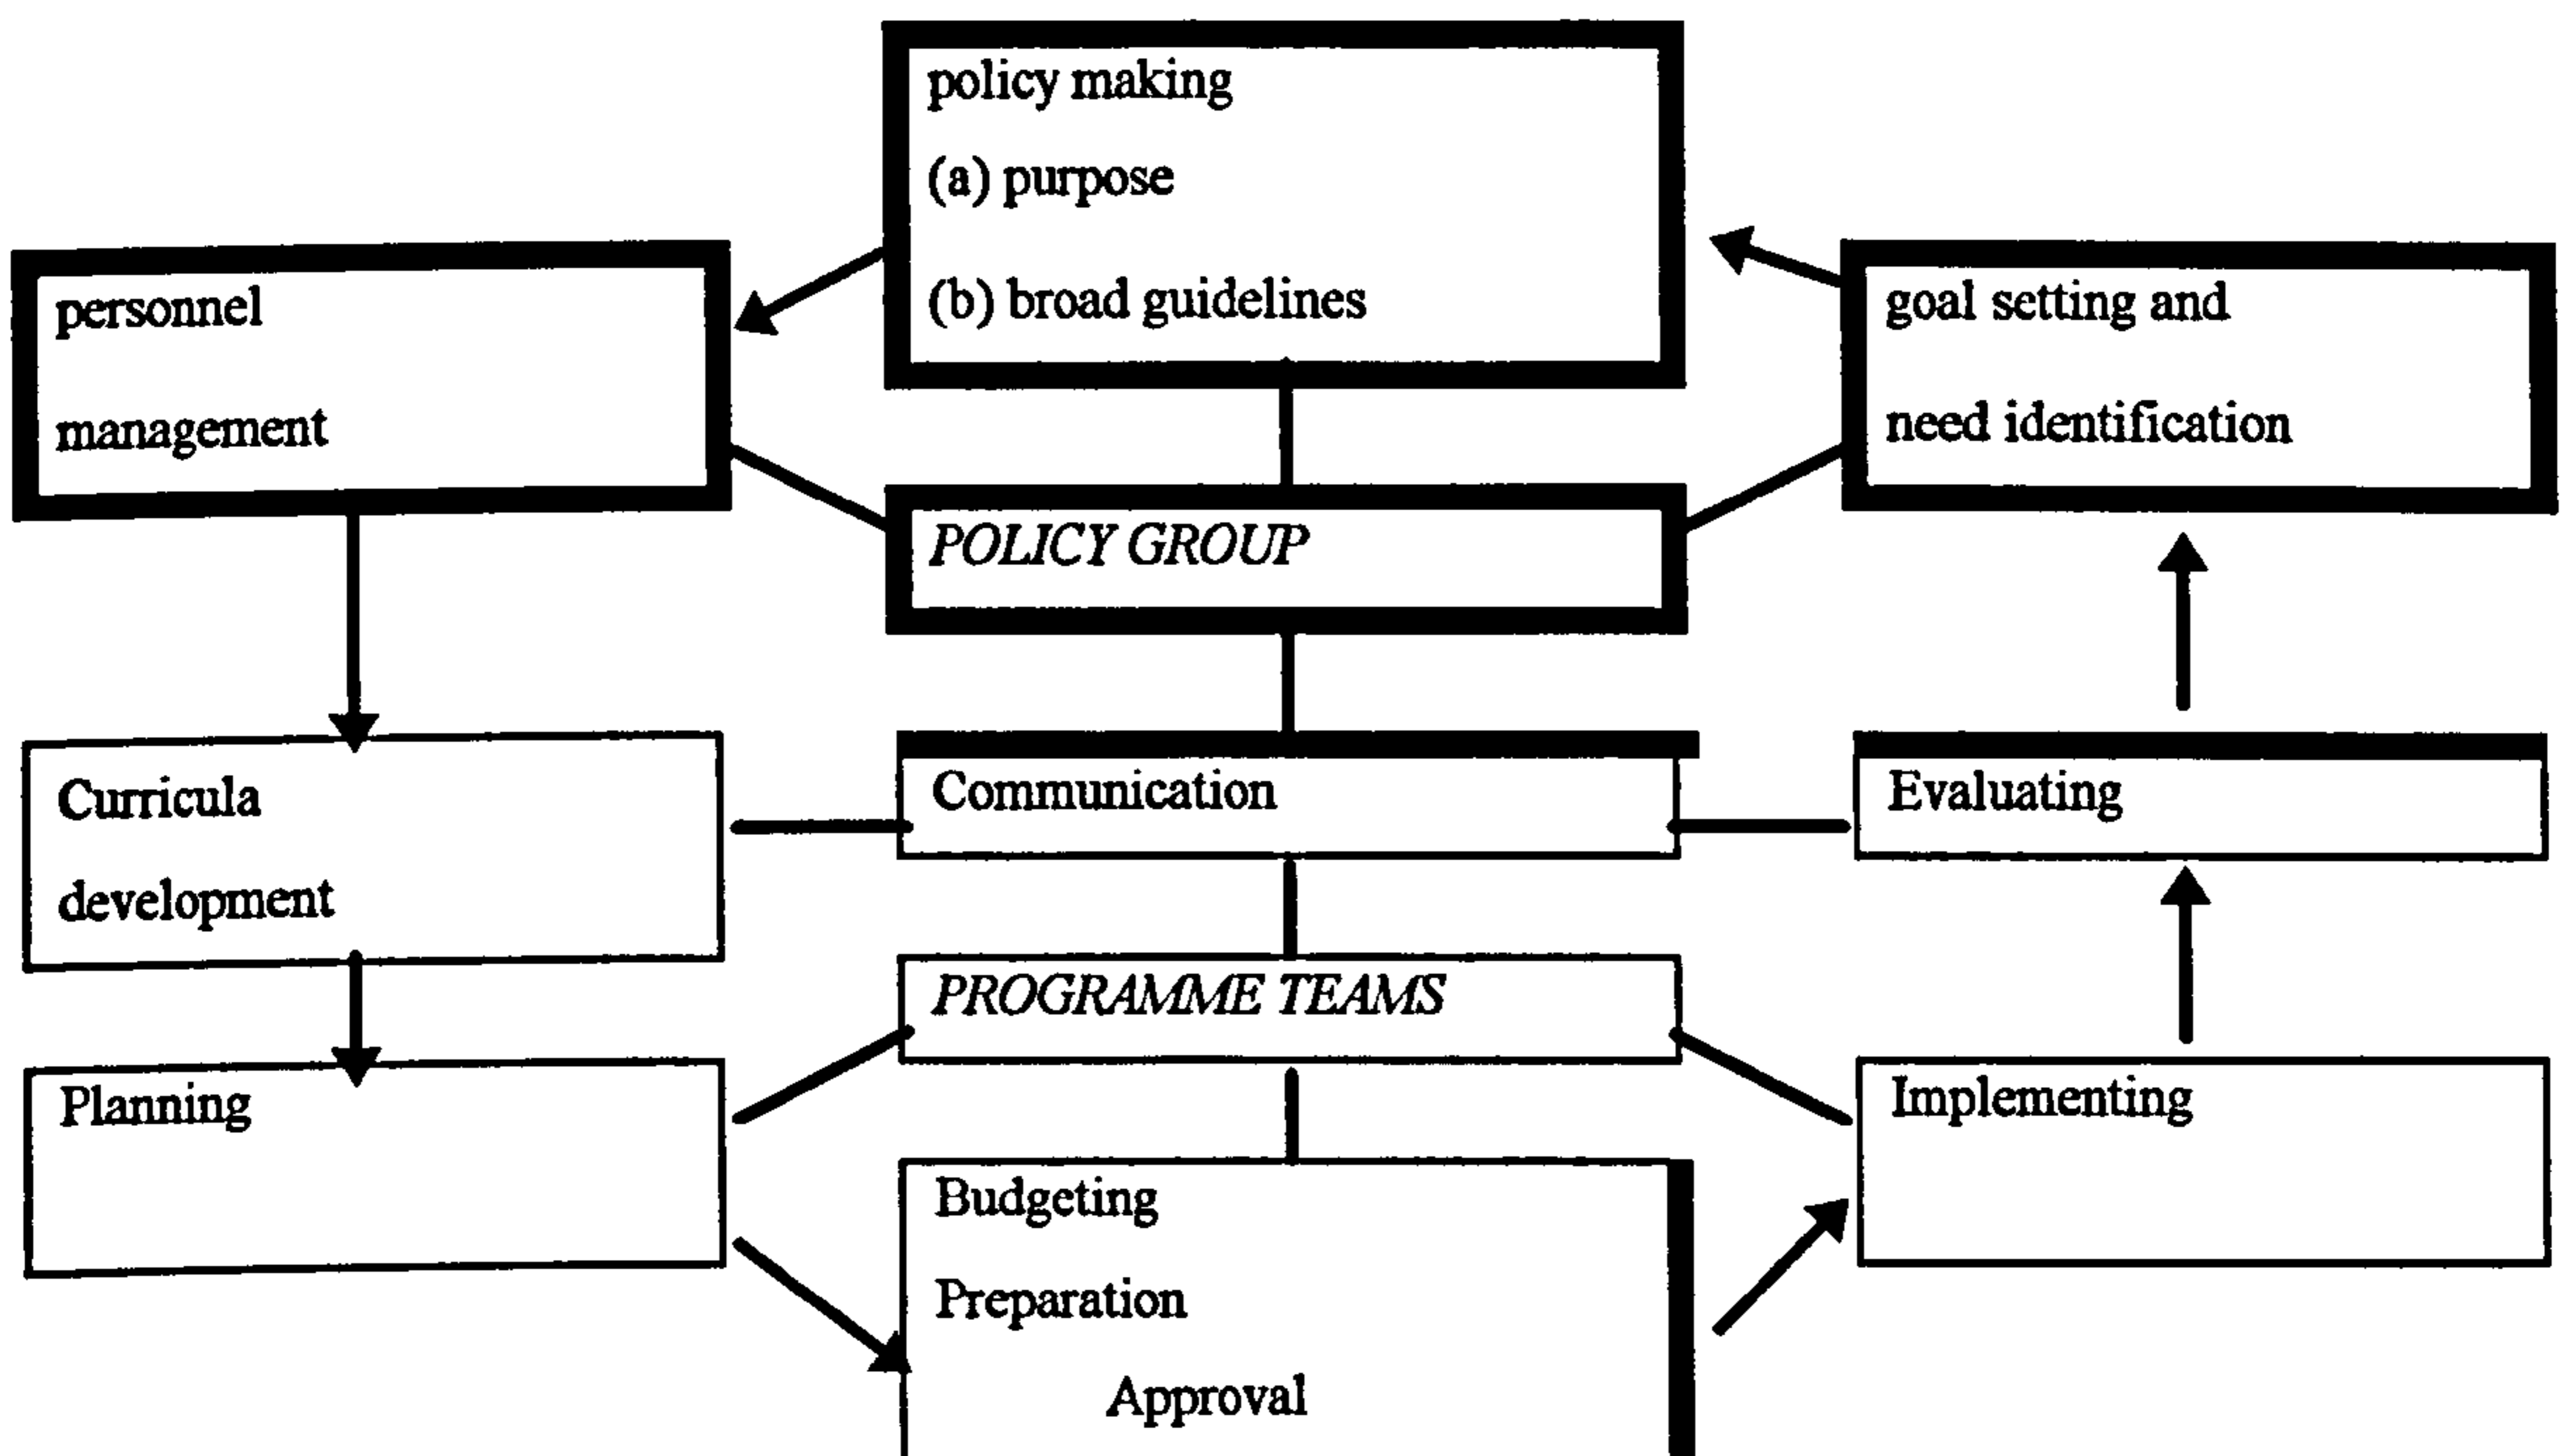 policy making
(a) purpose
(b) broad guidelines
personnel
management
goal setting and
need identification
POLICY GROUP
Curricula
development
Communication
Evaluating
PROGRAMME TEAMS
Planning
Implementing
Budgeting
Preparation
Approval